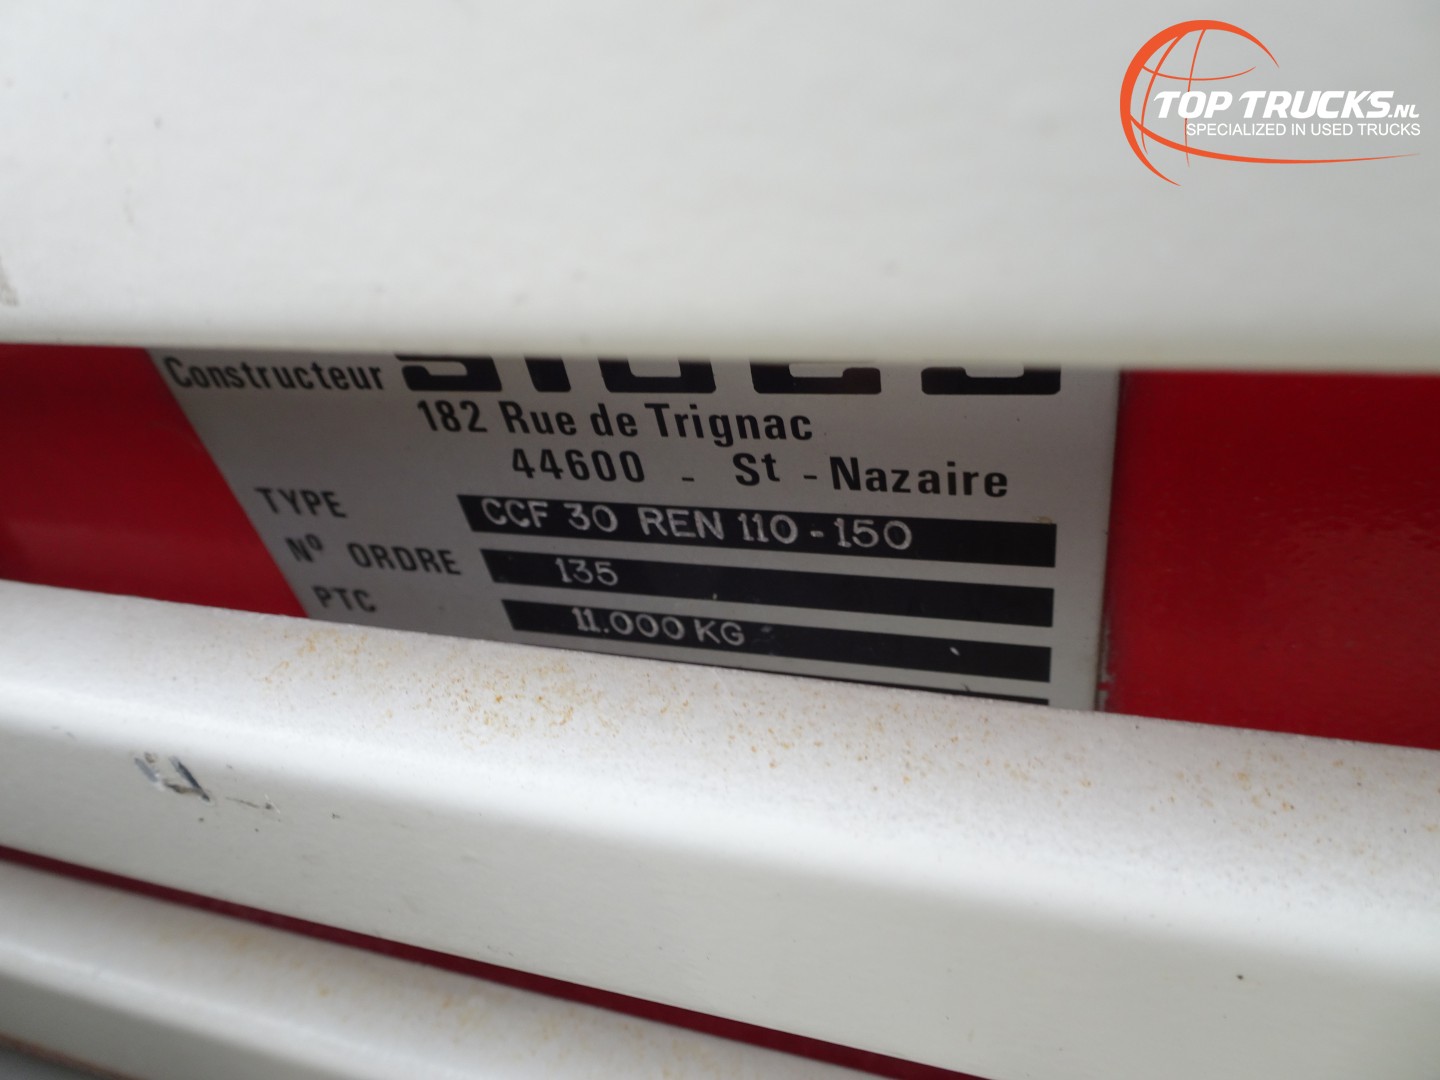 TOP TRUCKS.NL
SPECIALIZED IN USED TRUCKS
Constructeur
182 Rue de Trignac
44600 - St - Nazaire
TYPE CCF 30 REN 110-150
Nº ORDRE 135
PTC 11.000 KG